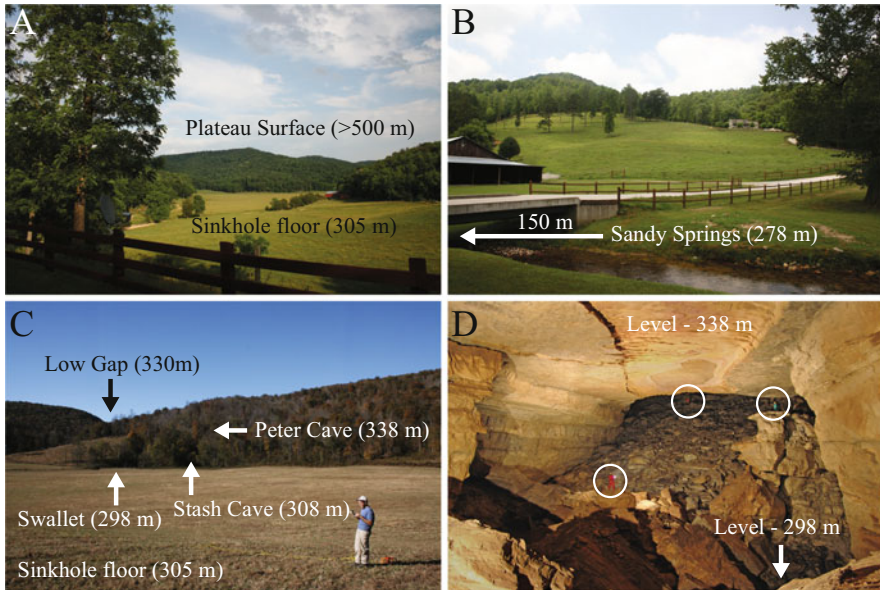 A
Plateau Surface (>500 m)
Sinkhole floor (305 m)
B
150 m
Sandy Springs (278 m)
C
Low Gap (330m)
Peter Cave (338 m)
Swallet (298 m)
Stash Cave (308 m)
Sinkhole floor (305 m)
D
Level - 338 m
Level - 298 m